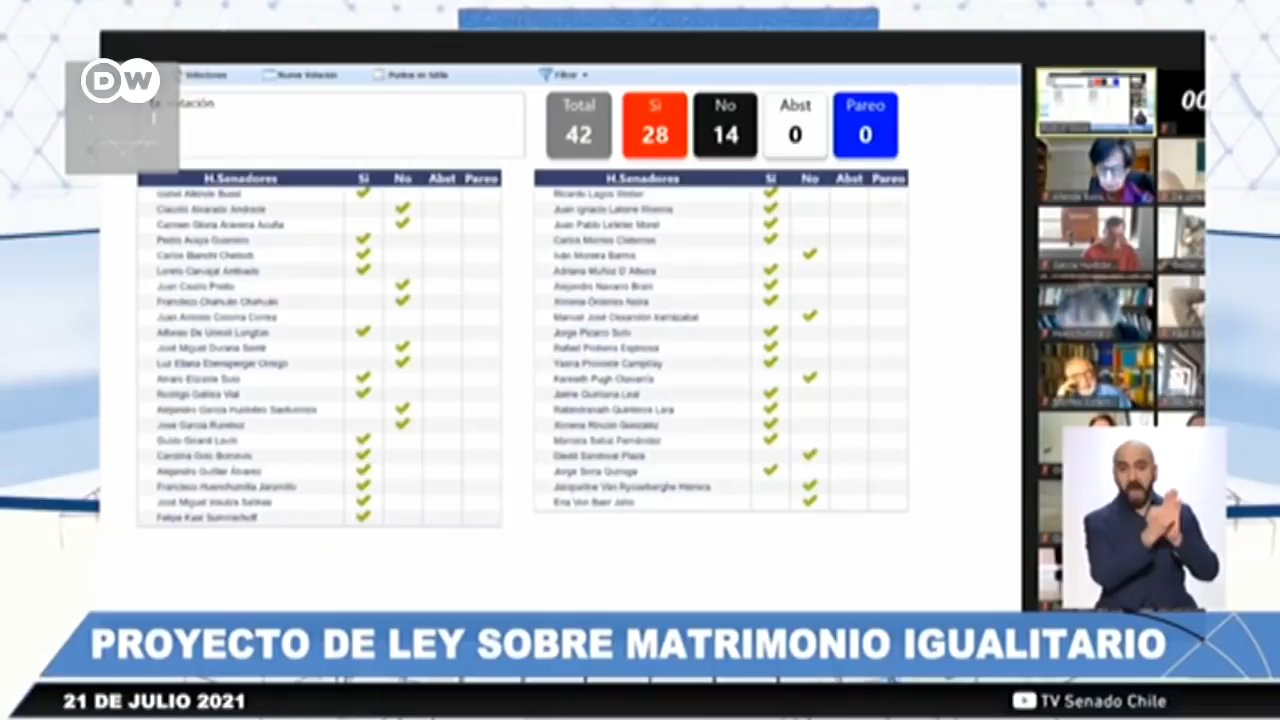 DW
Votaciones
Nueva Votación
Filtrar
Total
42
Si
28
No
14
Abst
0
Pareo
0
H.Senadores Si No Abst Pareo
Isabel Allende Bussi
Claudio Alvarado Andrade
Carmen Gloria Aravena Acuña
Pedro Araya Guerrero
Carlos Bianchi Chelech
Loreto Carvajal Ambiado
Juan Castro Prieto
Francisco Chahuán Chahuán
Juan Antonio Coloma Correa
Alfonso De Urresti Longton
José Miguel Durana Semir
Luz Eliana Ebensperger Orrego
Alvaro Elizalde Soto
Rodrigo Galilea Vial
José García Ruminot
Guido Girardi Lavín
Carolina Goic Boroevic
Alejandro Guillier Álvarez
Francisco Huenchumilla Jaramillo
José Miguel Insulza Salinas
Felipe Kast Sommerhoff
H.Senadores Si No Abst Pareo
Ricardo Lagos Weber
Juan Ignacio Latorre Riveros
Juan Pablo Letelier Morel
Carlos Montes Cisternas
Iván Moreira Barros
Adriana Muñoz D'Albora
Alejandro Navarro Brain
Ximena Órdenes Neira
Manuel José Ossandón Irarrázabal
Jorge Pizarro Soto
Rafael Prohens Espinosa
Yasna Provoste Campillay
Kenneth Pugh Olavarría
Jaime Quintana Leal
Rabindranath Quinteros Lara
Ximena Rincón González
Marcela Sabat Fernández
David Sandoval Plaza
Jorge Soria Quiroga
Jacqueline Van Rysselberghe Herrera
Ena Von Baer Jahn
PROYECTO DE LEY SOBRE MATRIMONIO IGUALITARIO
21 DE JULIO 2021
TV Senado Chile